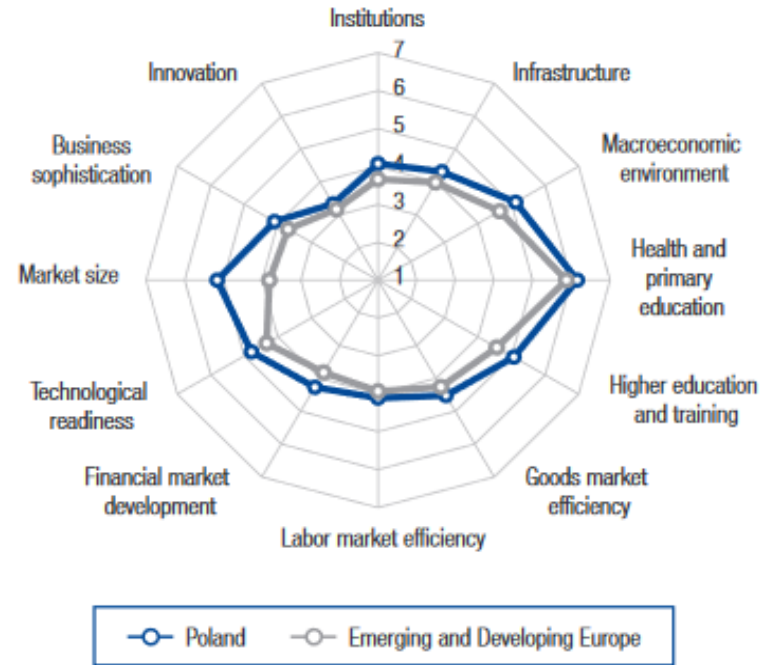 Institutions
7
6
5
4
3
2
1
Infrastructure
Macroeconomic
environment
Health and
primary
education
Higher education
and training
Goods market
efficiency
Labor market efficiency
Financial market
development
Technological
readiness
Market size
Business
sophistication
Innovation
Poland
Emerging and Developing Europe